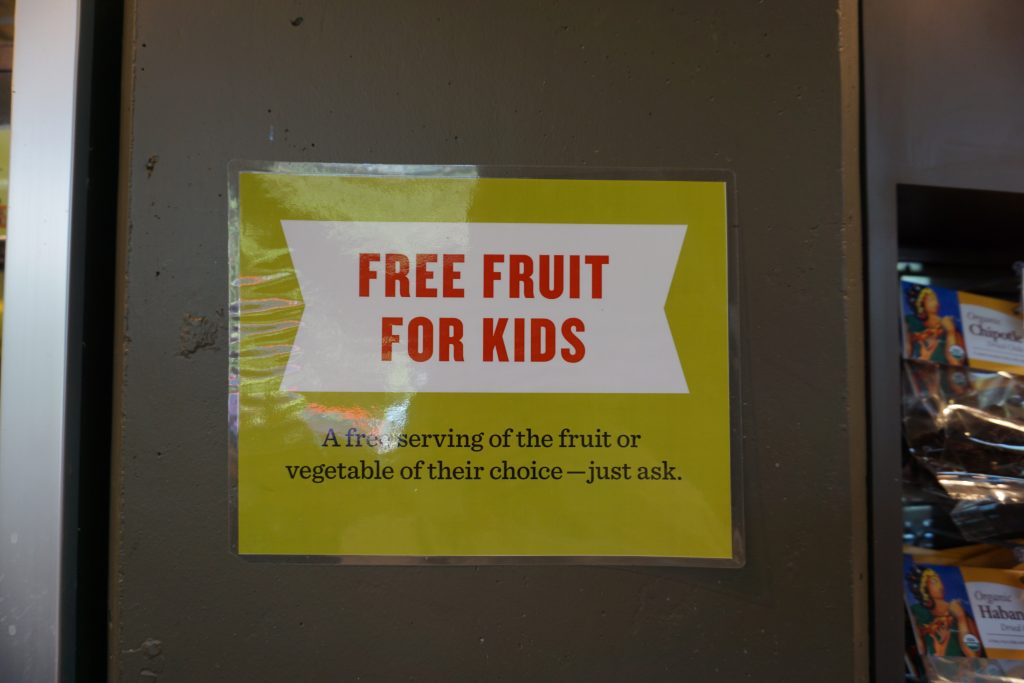 FREE FRUIT
FOR KIDS
A free serving of the fruit or
vegetable of their choice—just ask.
Organic
Chipotle
Organic
Haban
Dried